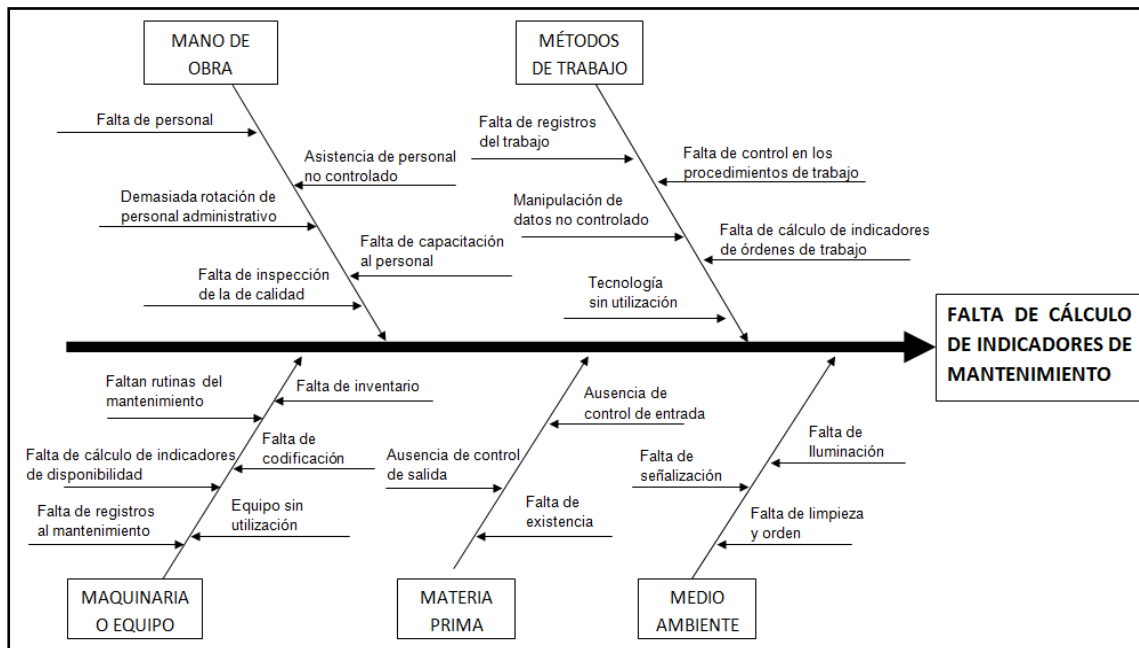 MANO DE
OBRA
MÉTODOS
DE TRABAJO
Falta de personal
Asistencia de personal
no controlado
Demasiada rotación de
personal administrativo
Falta de capacitación
al personal
Falta de inspección
de la de calidad
Falta de registros
del trabajo
Falta de control en los
procedimientos de trabajo
Manipulación de
datos no controlado
Falta de cálculo de indicadores
de órdenes de trabajo
Tecnología
sin utilización
FALTA DE CÁLCULO
DE INDICADORES DE
MANTENIMIENTO
Faltan rutinas del
mantenimiento
Falta de inventario
Falta de cálculo de indicadores
de disponibilidad
Falta de
codificación
Falta de registros
al mantenimiento
Equipo sin
utilización
Ausencia de
control de entrada
Ausencia de control
de salida
Falta de
existencia
Falta de
Iluminación
Falta de
señalización
Falta de limpieza
y orden
MAQUINARIA
O EQUIPO
MATERIA
PRIMA
MEDIO
AMBIENTE